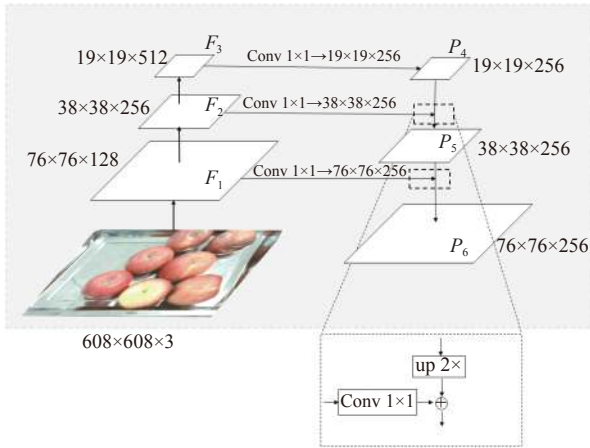 F₃
P₄
19×19×512
Conv 1×1→19×19×256
19×19×256
38×38×256
F₂
Conv 1×1→38×38×256
76×76×128
P₅
38×38×256
F₁
Conv 1×1→76×76×256
P₆
76×76×256
608×608×3
up 2×
Conv 1×1